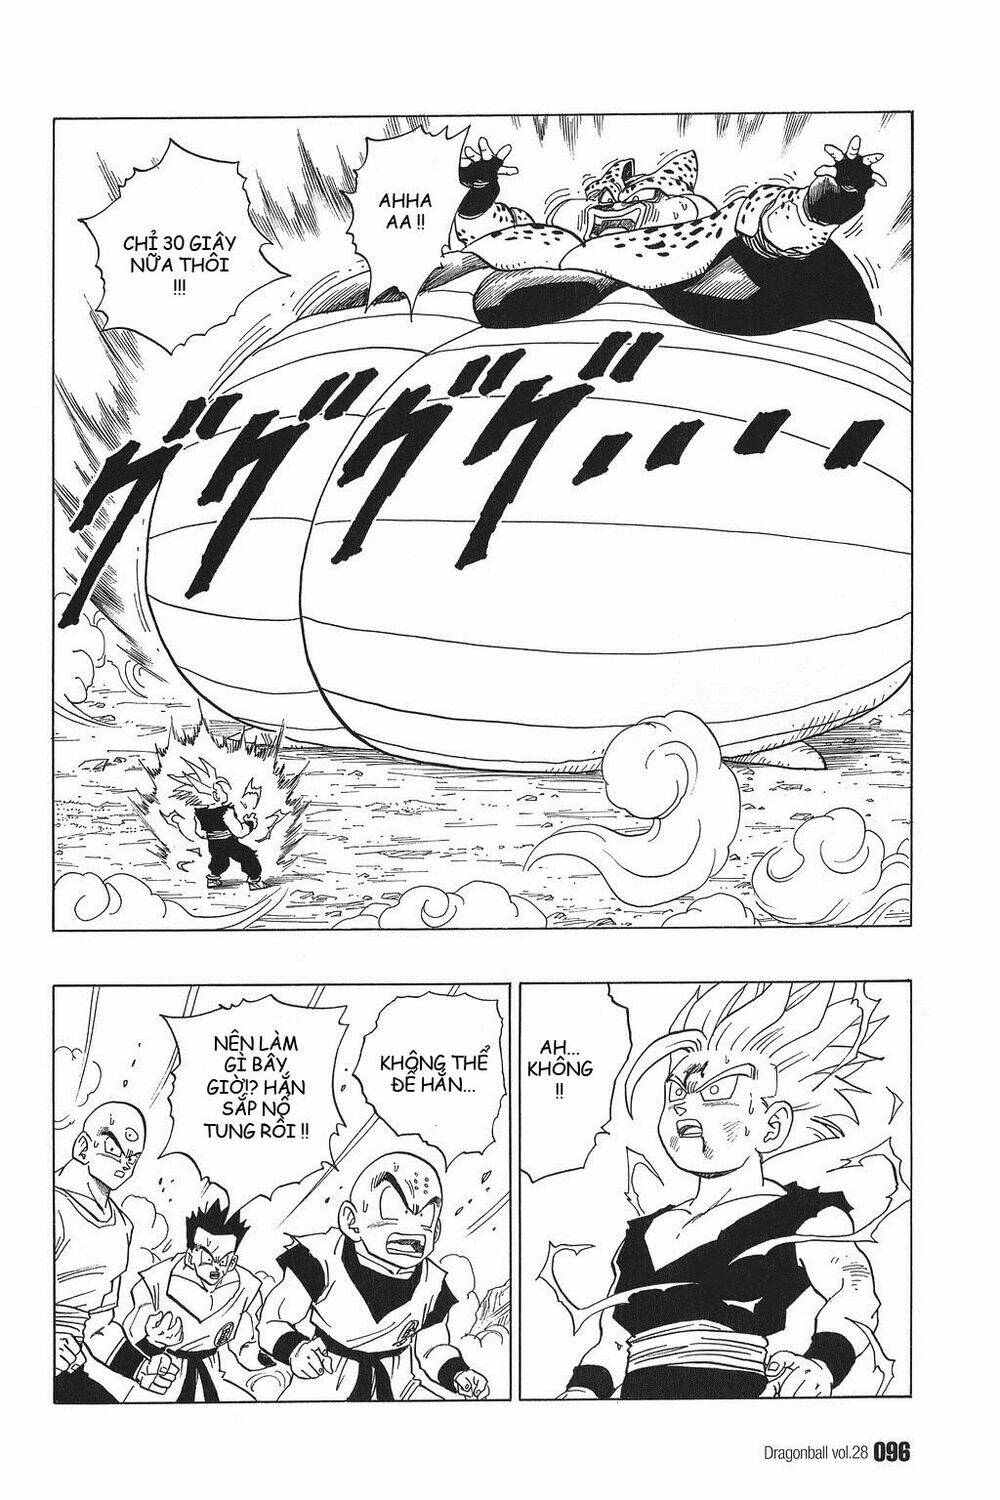 CHỈ 30 GIÂY
NỮA THÔI
!!!
AHHA
AA !!
ググググ・・・・
NÊN LÀM
GÌ BÂY
GIỜ!? HẮN
SẮP NỔ
TUNG RỒI !!
KHÔNG THỂ
ĐỂ HẮN...
AH...
KHÔNG
!!
Dragonball vol.28 096